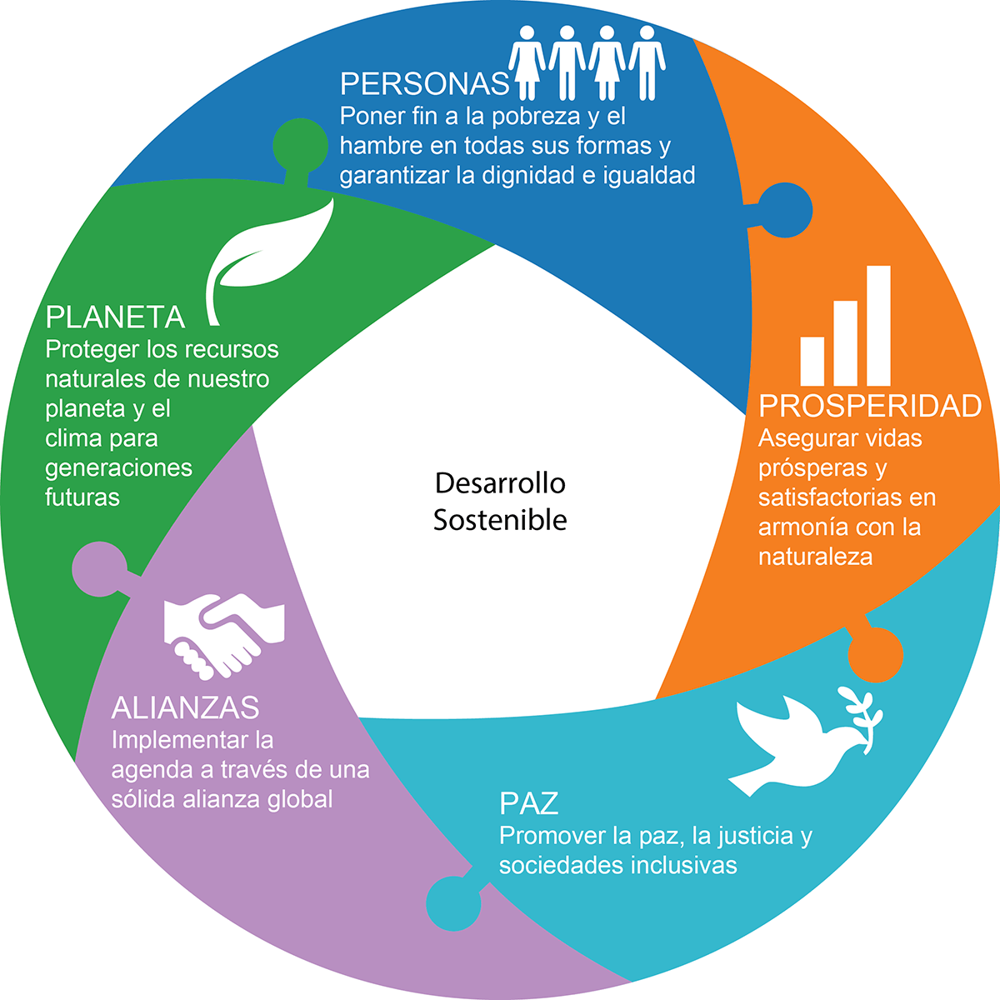 PERSONAS
Poner fin a la pobreza y el
hambre en todas sus formas y
garantizar la dignidad e igualdad
PROSPERIDAD
Asegurar vidas
prósperas y
satisfactorias en
armonía con la
naturaleza
PAZ
Promover la paz, la justicia y
sociedades inclusivas
ALIANZAS
Implementar la
agenda a través de una
sólida alianza global
PLANETA
Proteger los recursos
naturales de nuestro
planeta y el
clima para
generaciones
futuras
Desarrollo
Sostenible